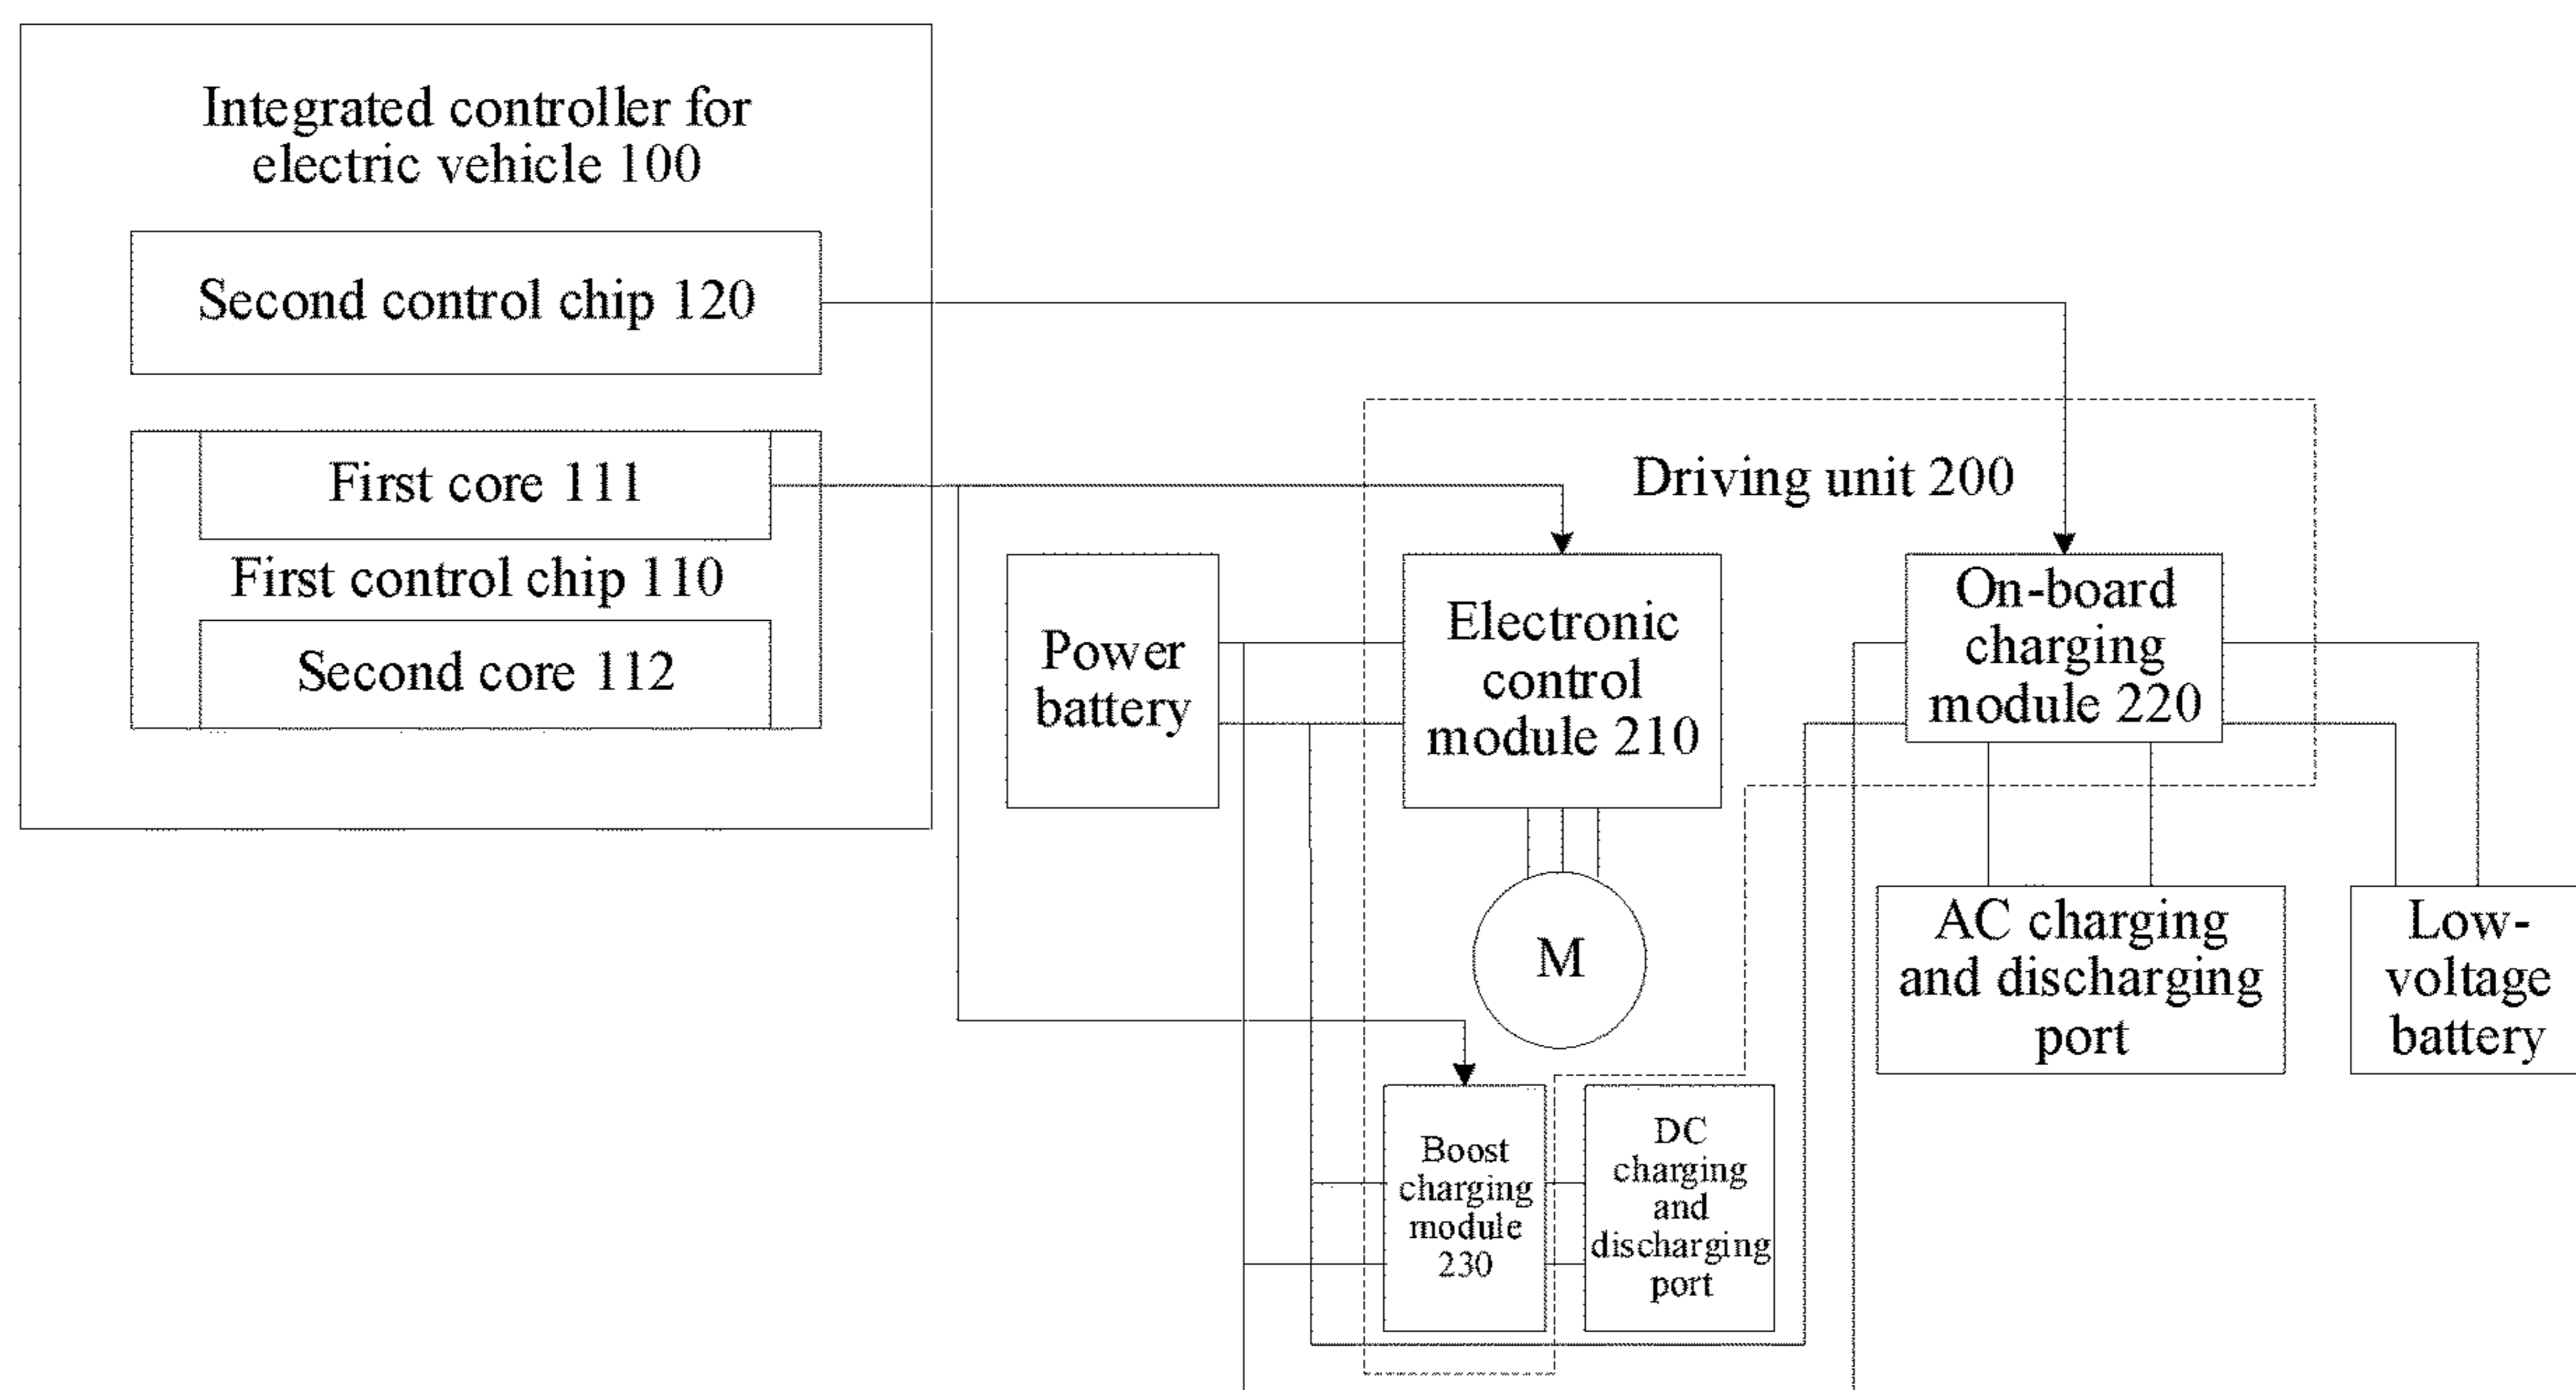 Integrated controller for
electric vehicle 100
Second control chip 120
First core 111
First control chip 110
Second core 112
Driving unit 200
Power
battery
Electronic
control
module 210
On-board
charging
module 220
M
AC charging
and discharging
port
Low-
voltage
battery
Boost
charging
module
230
DC
charging
and
discharging
port